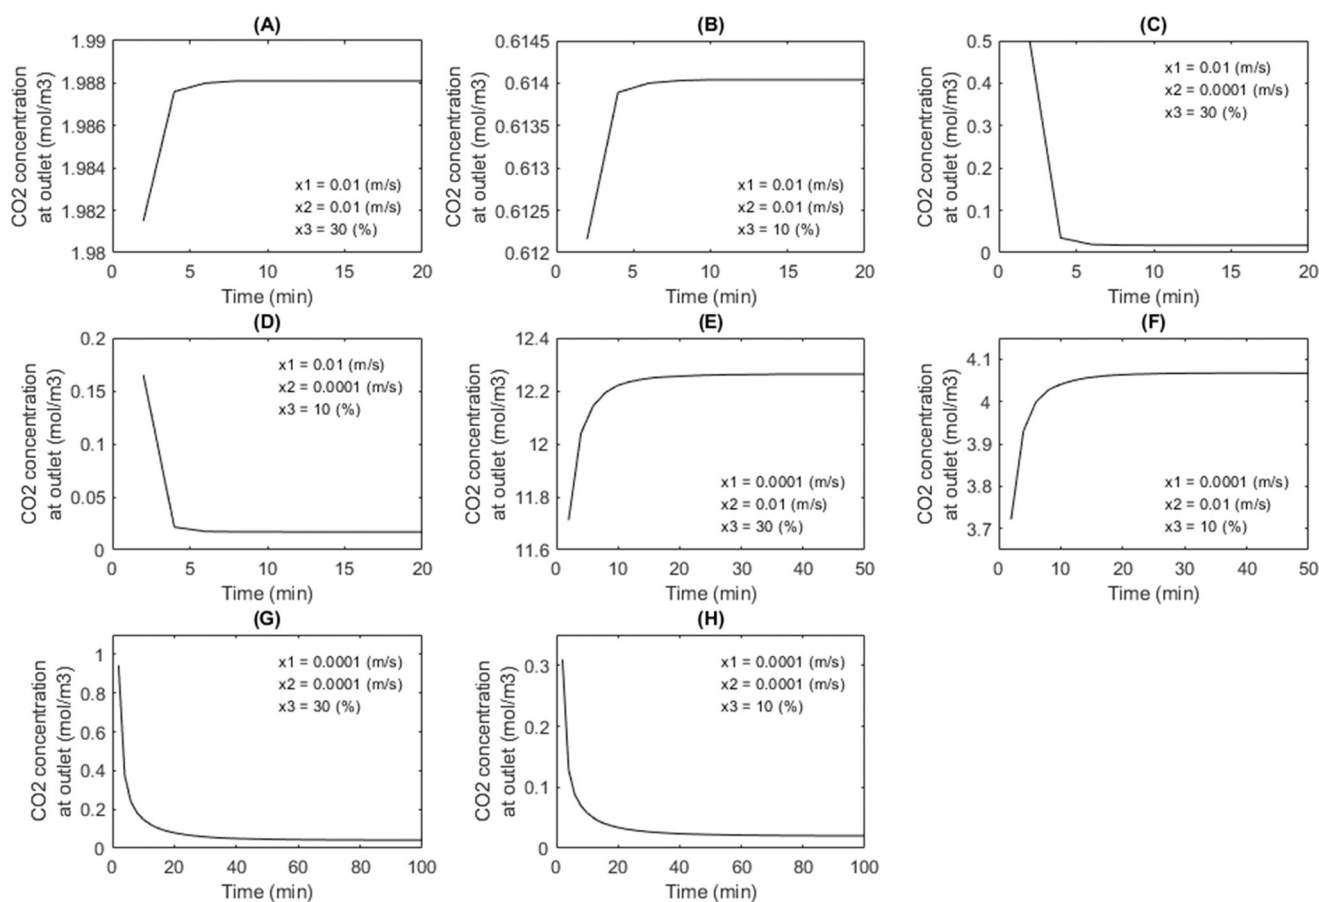 (A)
CO2 concentration
at outlet (mol/m3)
1.99
1.988
1.986
1.984
1.982
1.98
x1 = 0.01 (m/s)
x2 = 0.01 (m/s)
x3 = 30 (%)
0 5 10 15 20
Time (min)
(B)
CO2 concentration
at outlet (mol/m3)
0.6145
0.614
0.6135
0.613
0.6125
0.612
x1 = 0.01 (m/s)
x2 = 0.01 (m/s)
x3 = 10 (%)
0 5 10 15 20
Time (min)
(C)
CO2 concentration
at outlet (mol/m3)
0.5
0.4
0.3
0.2
0.1
0
x1 = 0.01 (m/s)
x2 = 0.0001 (m/s)
x3 = 30 (%)
0 5 10 15 20
Time (min)
(D)
CO2 concentration
at outlet (mol/m3)
0.2
0.15
0.1
0.05
0
x1 = 0.01 (m/s)
x2 = 0.0001 (m/s)
x3 = 10 (%)
0 5 10 15 20
Time (min)
(E)
CO2 concentration
at outlet (mol/m3)
12.4
12.2
12
11.8
11.6
x1 = 0.0001 (m/s)
x2 = 0.01 (m/s)
x3 = 30 (%)
0 10 20 30 40 50
Time (min)
(F)
CO2 concentration
at outlet (mol/m3)
4.1
4
3.9
3.8
3.7
x1 = 0.0001 (m/s)
x2 = 0.01 (m/s)
x3 = 10 (%)
0 10 20 30 40 50
Time (min)
(G)
CO2 concentration
at outlet (mol/m3)
1
0.8
0.6
0.4
0.2
0
x1 = 0.0001 (m/s)
x2 = 0.0001 (m/s)
x3 = 30 (%)
0 20 40 60 80 100
Time (min)
(H)
CO2 concentration
at outlet (mol/m3)
0.3
0.2
0.1
0
x1 = 0.0001 (m/s)
x2 = 0.0001 (m/s)
x3 = 10 (%)
0 20 40 60 80 100
Time (min)